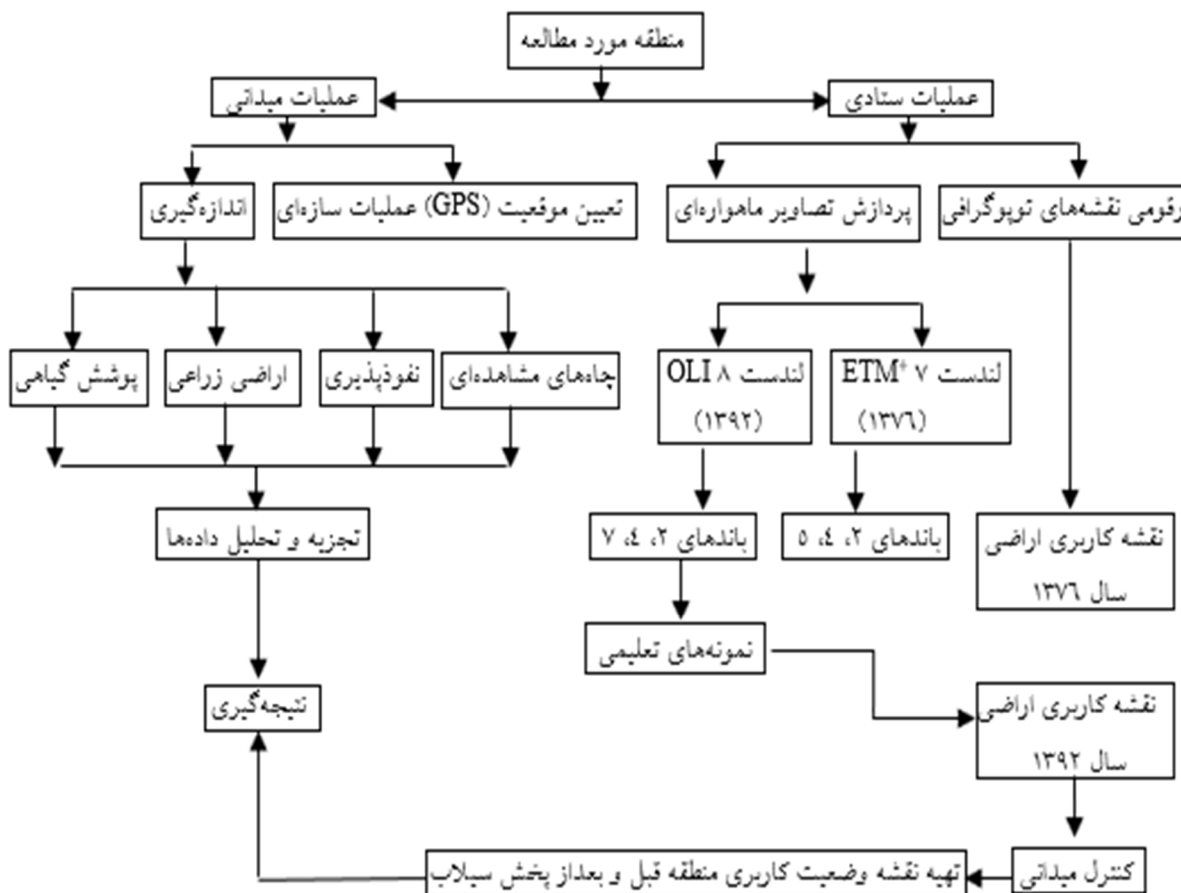 منطقه مورد مطالعه
عملیات ستادی
عملیات میدانی
رقومی نقشه‌های توپوگرافی
پردازش تصاویر ماهواره‌ای
تعیین موقعیت (GPS) عملیات سازه‌ای
اندازه‌گیری
لندست ۷ ETM+
(۱۳۷۶)
لندست ۸ OLI
(۱۳۹۲)
چاه‌های مشاهده‌ای
نفوذپذیری
اراضی زراعی
پوشش گیاهی
نقشه کاربری اراضی
سال ۱۳۷۶
باندهای ۲، ٤، ۵
باندهای ۲، ٤، ۷
تجزیه و تحلیل داده‌ها
نمونه‌های تعلیمی
نقشه کاربری اراضی
سال ۱۳۹۲
نتیجه‌گیری
کنترل میدانی
تهیه نقشه وضعیت کاربری منطقه قبل و بعداز پخش سیلاب